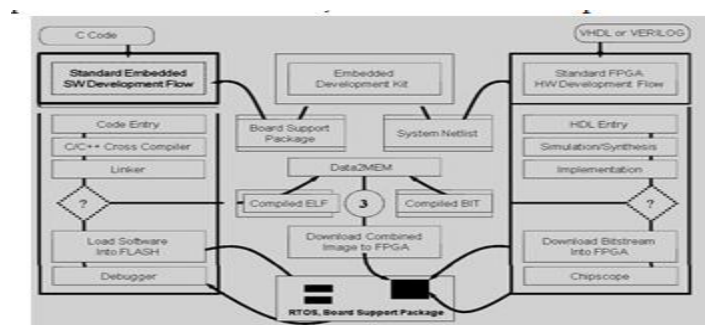 C Code
VHDL or VERILOG
Standard Embedded
SW Development Flow
Embedded
Development Kit
Standard FPGA
HW Development Flow
Code Entry
C/C++ Cross Compiler
Linker
?
Load Software
Into FLASH
Debugger
Board Support
Package
System Netlist
Data2MEM
Compiled ELF
3
Compiled BIT
Download Combined
Image to FPGA
RTOS, Board Support Package
HDL Entry
Simulation/Synthesis
Implementation
?
Download Bitstream
Into FPGA
Chipscope